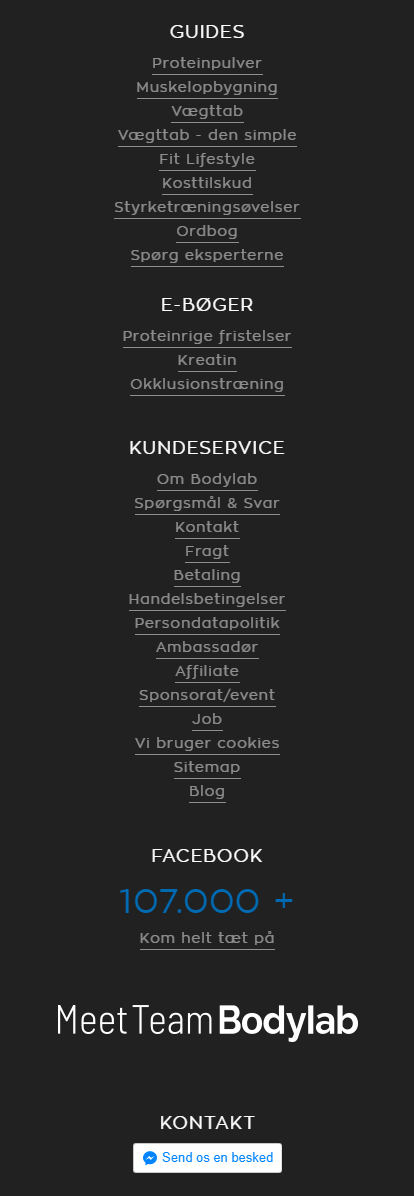 GUIDES
Proteinpulver
Muskelopbygning
Vægttab
Vægttab - den simple
Fit Lifestyle
Kosttilskud
Styrketræningsøvelser
Ordbog
Spørg eksperterne
E-BØGER
Proteinrige fristelser
Kreatin
Okklusionstræning
KUNDESERVICE
Om Bodylab
Spørgsmål & Svar
Kontakt
Fragt
Betaling
Handelsbetingelser
Persondatapolitik
Ambassadør
Affiliate
Sponsorat/event
Job
Vi bruger cookies
Sitemap
Blog
FACEBOOK
107.000 +
Kom helt tæt på
Meet Team Bodylab
KONTAKT
Send os en besked